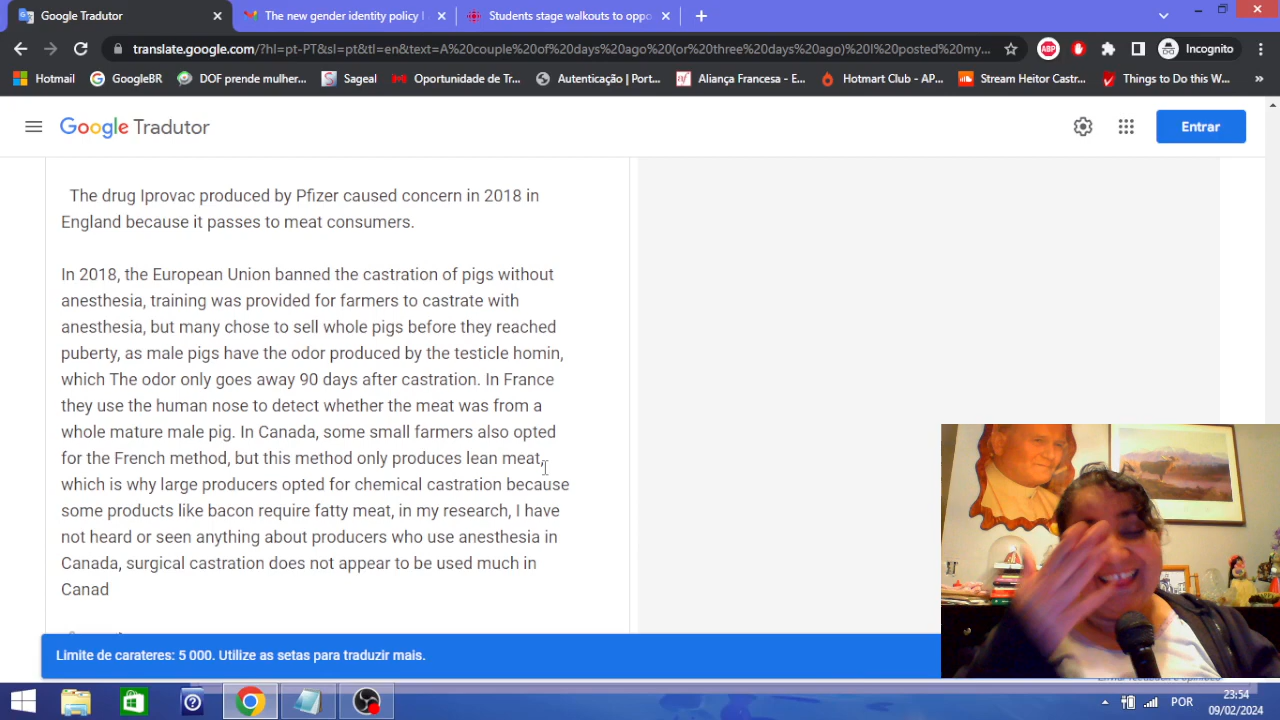 Google Tradutor
The new gender identity policy i
Students stage walkouts to oppo
translate.google.com/?hl=pt-PT&sl=pt&tl=en&text=A%20couple%20of%20days%20ago%20(or%20three%20days%20ago)%20I%20posted%20my...
ABP
Incognito
Hotmail
GoogleBR
DOF prende mulher...
Sageal
Oportunidade de Tr...
Autenticação | Port...
Aliança Francesa - E...
Hotmart Club - AP...
Stream Heitor Castr...
Things to Do this W...
»
Google Tradutor
Entrar
The drug Iprovac produced by Pfizer caused concern in 2018 in
England because it passes to meat consumers.
In 2018, the European Union banned the castration of pigs without
anesthesia, training was provided for farmers to castrate with
anesthesia, but many chose to sell whole pigs before they reached
puberty, as male pigs have the odor produced by the testicle homin,
which The odor only goes away 90 days after castration. In France
they use the human nose to detect whether the meat was from a
whole mature male pig. In Canada, some small farmers also opted
for the French method, but this method only produces lean meat,
which is why large producers opted for chemical castration because
some products like bacon require fatty meat, in my research, I have
not heard or seen anything about producers who use anesthesia in
Canada, surgical castration does not appear to be used much in
Canad
Limite de carateres: 5 000. Utilize as setas para traduzir mais.
Enviar feedback e opiniões
POR
23:54
09/02/2024